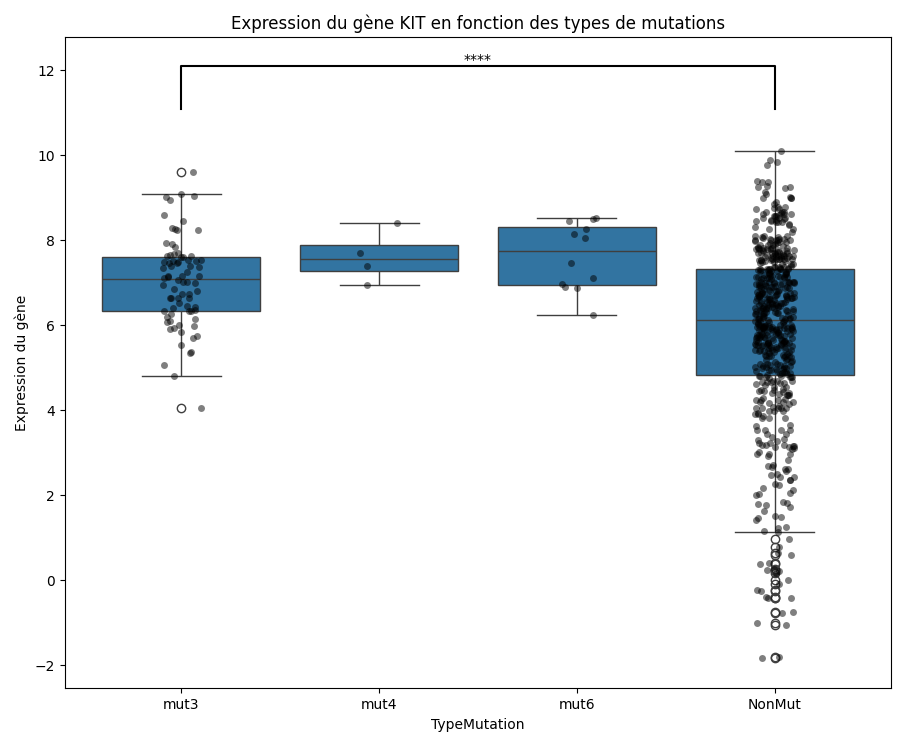 Expression du gène KIT en fonction des types de mutations
****
12
10
8
6
4
2
0
−2
Expression du gène
mut3 mut4 mut6 NonMut
TypeMutation